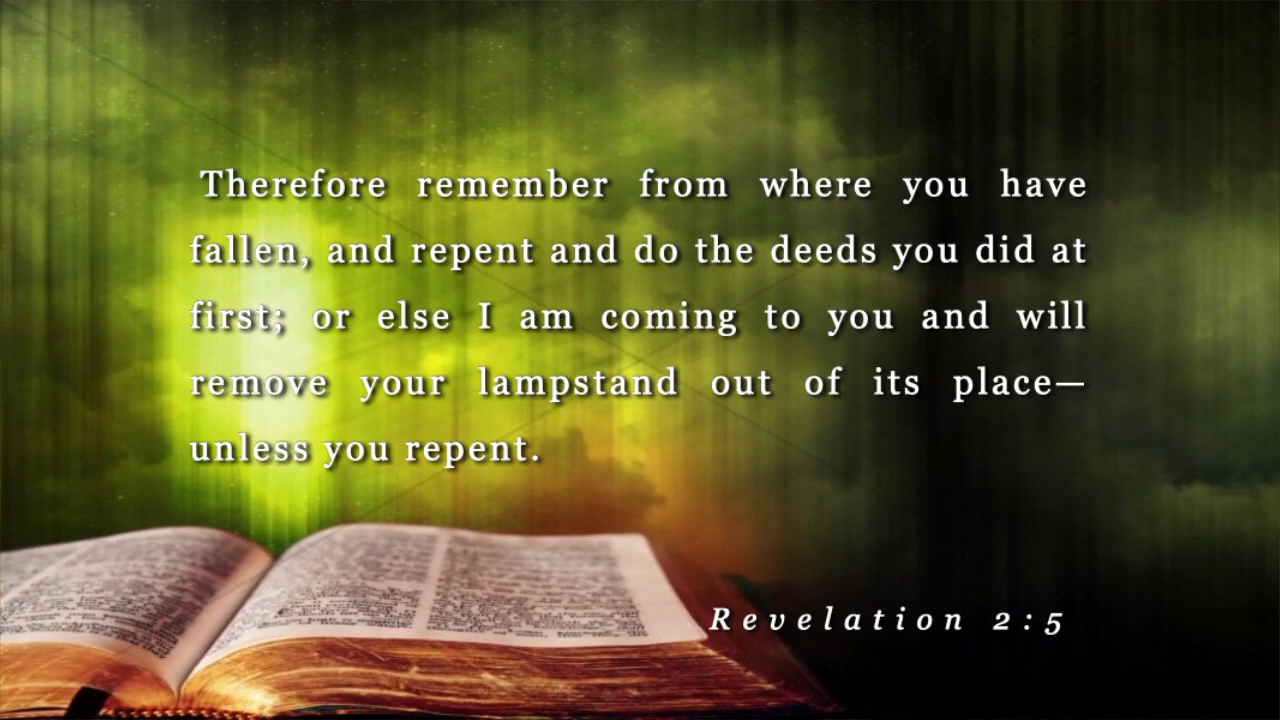 Therefore remember from where you have
fallen, and repent and do the deeds you did at
first; or else I am coming to you and will
remove your lampstand out of its place—
unless you repent.
Revelation 2:5